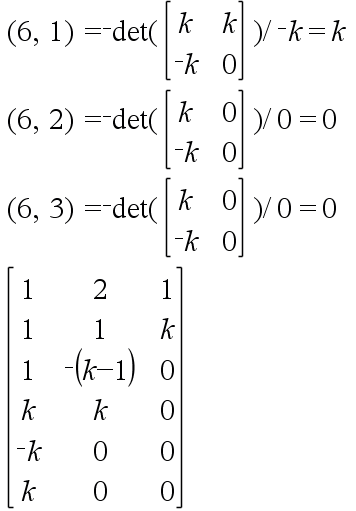 (6, 1) =⁻det([k k
⁻k 0])/⁻k=k
(6, 2) =⁻det([k 0
⁻k 0])/0=0
(6, 3) =⁻det([k 0
⁻k 0])/0=0
1 2 1
1 1 k
1 ⁻(k−1) 0
k k 0
⁻k 0 0
k 0 0